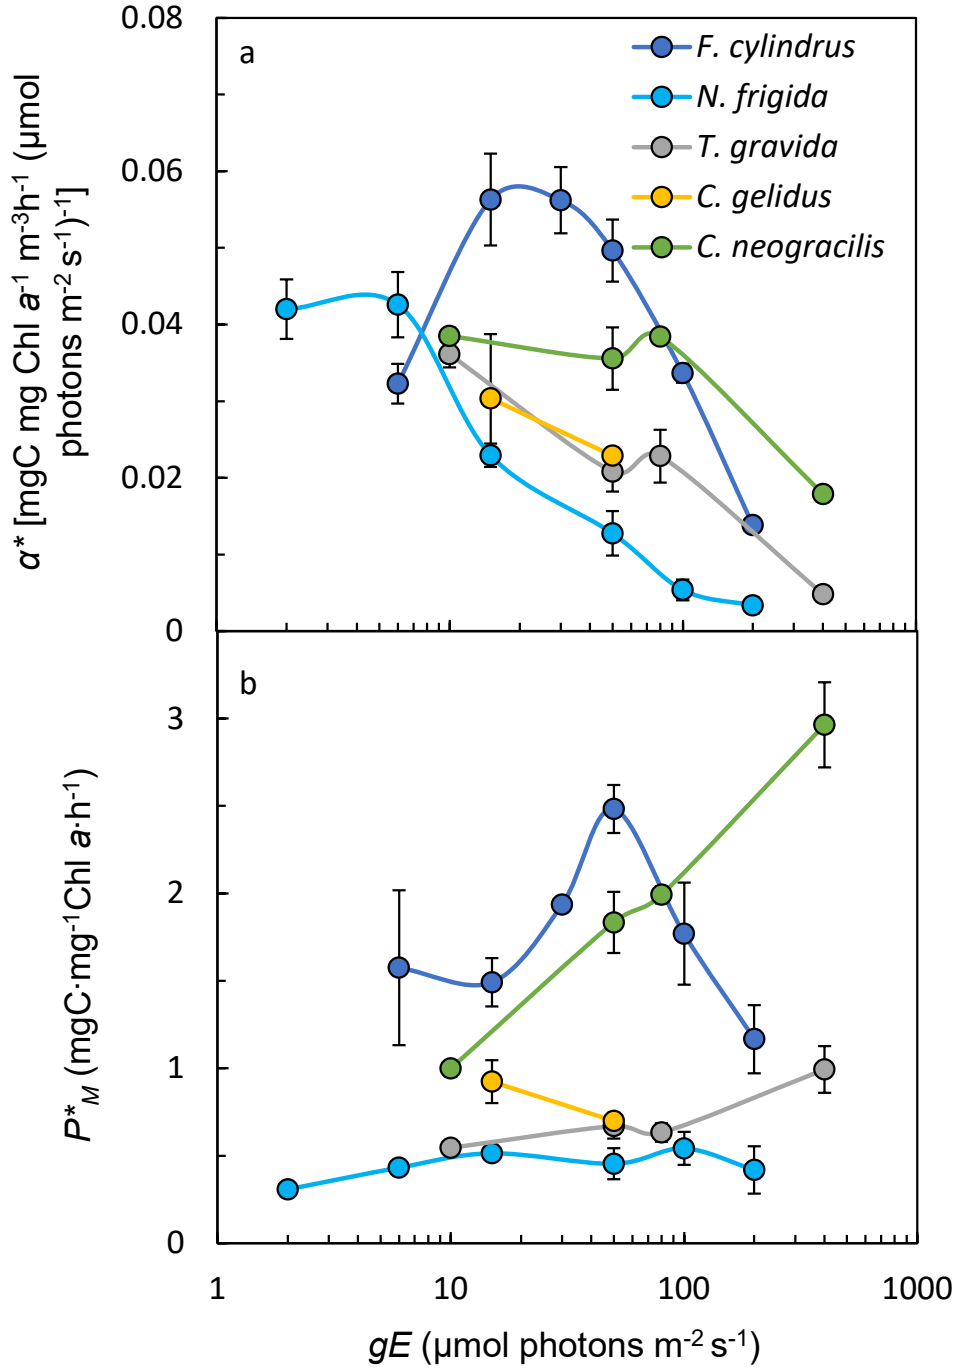 0.08
a
F. cylindrus
N. frigida
T. gravida
C. gelidus
C. neogracilis
0.06
0.04
0.02
0
α* [mgC mg Chl a⁻¹ m⁻³h⁻¹ (µmol
photons m⁻² s⁻¹)⁻¹]
b
3
2
1
0
P*M (mgC·mg⁻¹Chl a·h⁻¹)
1 10 100 1000
gE (µmol photons m⁻² s⁻¹)